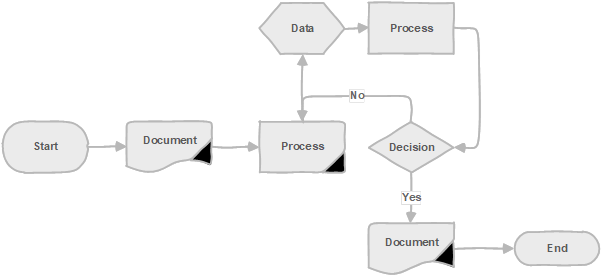 Data
Process
No
Start
Document
Process
Decision
Yes
Document
End